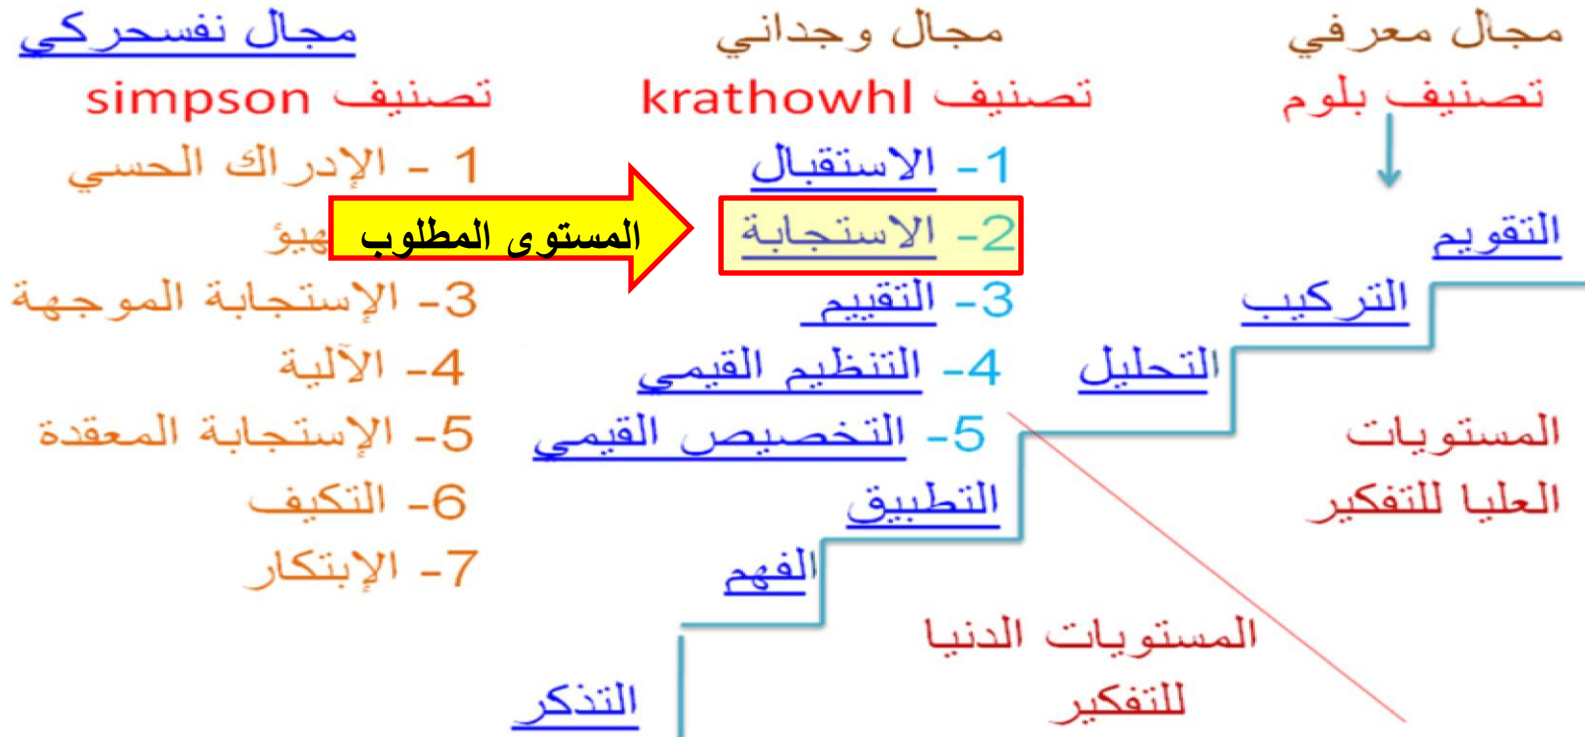 مجال معرفي
تصنيف بلوم
التقويم
التركيب
التحليل
التطبيق
الفهم
التذكر
المستويات
العليا للتفكير
المستويات الدنيا
للتفكير
مجال وجداني
تصنيف krathowhl
1- الاستقبال
2- الاستجابة
3- التقييم
4- التنظيم القيمي
5- التخصيص القيمي
المستوى المطلوب
مجال نفسحركي
تصنيف simpson
1 - الإدراك الحسي
3- الإستجابة الموجهة
4- الآلية
5- الإستجابة المعقدة
6- التكيف
7- الإبتكار